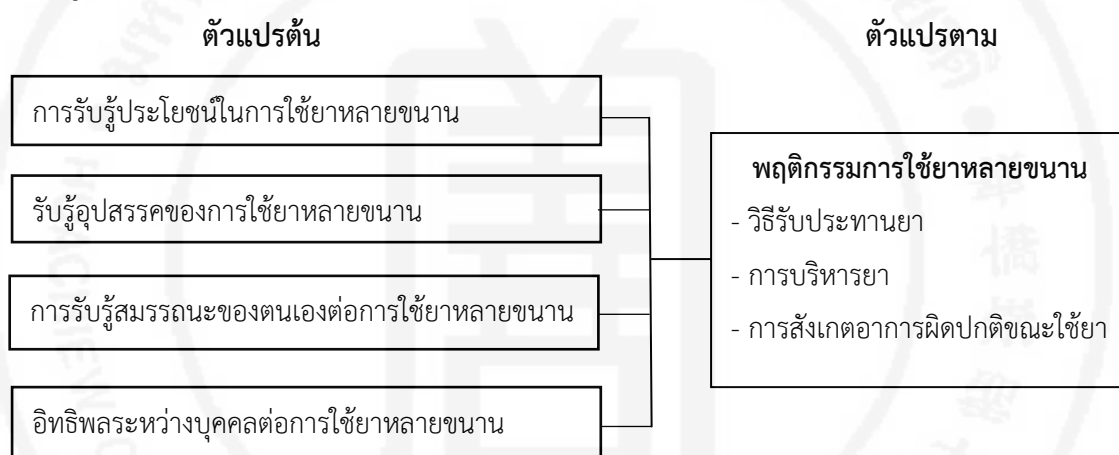 ตัวแปรต้น
ตัวแปรตาม
การรับรู้ประโยชน์ในการใช้ยาหลายขนาน
รับรู้อุปสรรคของการใช้ยาหลายขนาน
การรับรู้สมรรถนะของตนเองต่อการใช้ยาหลายขนาน
อิทธิพลระหว่างบุคคลต่อการใช้ยาหลายขนาน
พฤติกรรมการใช้ยาหลายขนาน
- วิธีรับประทานยา
- การบริหารยา
- การสังเกตอาการผิดปกติขณะใช้ยา